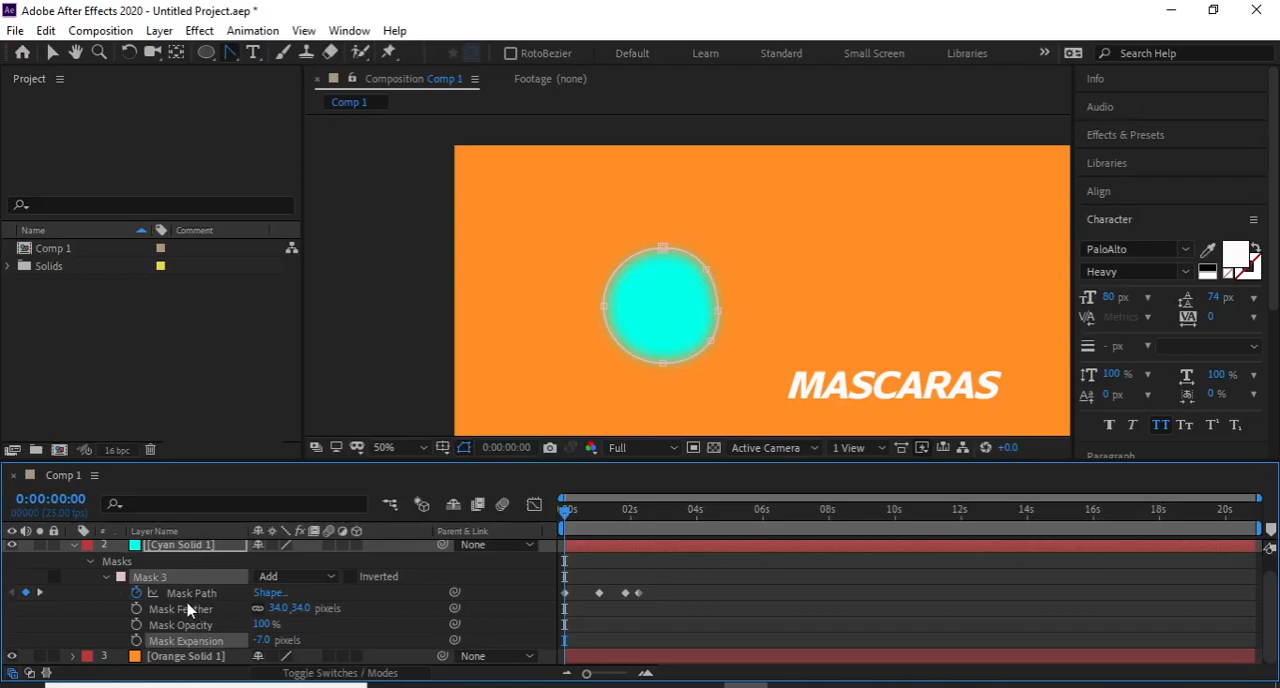 Adobe After Effects 2020 - Untitled Project.aep *
File Edit Composition Layer Effect Animation View Window Help
RotoBezier Default Learn Standard Small Screen Libraries Search Help
Project
Composition Comp 1
Footage (none)
Info
Comp 1
Audio
Effects & Presets
Libraries
Align
Name Comment
Character
Comp 1
Solids
PaloAlto
Heavy
80 px 74 px
Metrics 0
- px
100 % 100 %
0 px 0 %
MASCARAS
T T TT Tт T¹ T₁
16 bpc 50% 0:00:00:00 Full Active Camera 1 View +0.0
Paragraph
Comp 1
0:00:00:00
00000 (25.00 fps)
00s 02s 04s 06s 08s 10s 12s 14s 16s 18s 20s
# Layer Name fx Parent & Link
2 [Cyan Solid 1] None
Masks
Mask 3 Add Inverted
Mask Path Shape...
Mask Feather 34.0,34.0 pixels
Mask Opacity 100 %
Mask Expansion -7.0 pixels
3 [Orange Solid 1] None
Toggle Switches / Modes